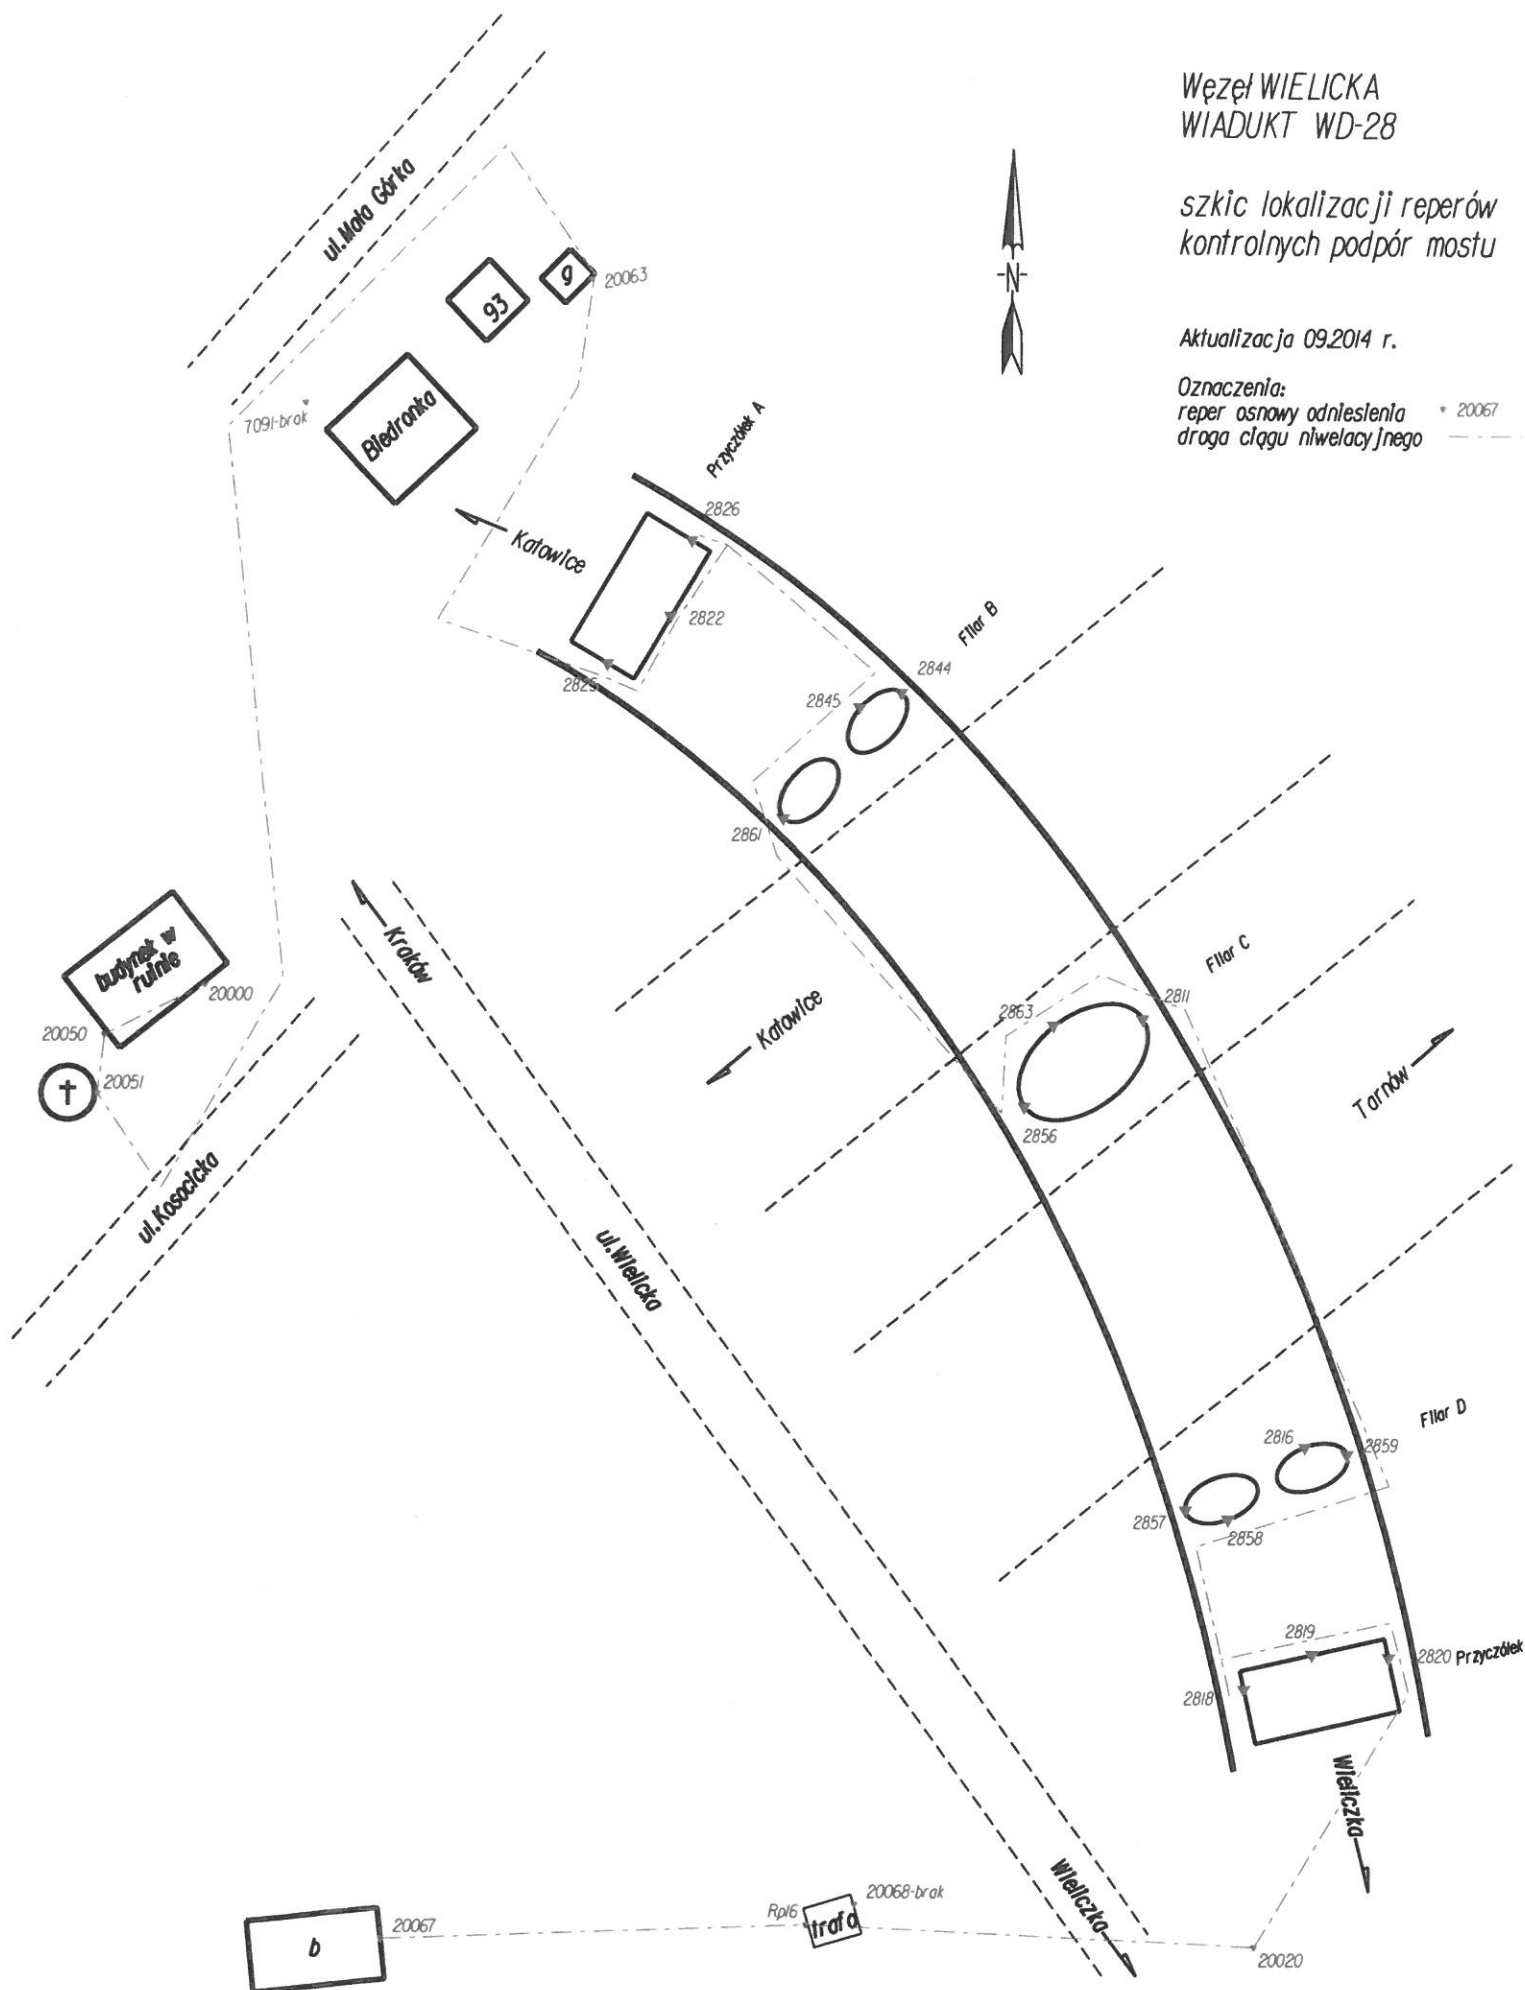 Węzeł WIELICKA
WIADUKT WD-28
szkic lokalizacji reperów
kontrolnych podpór mostu
Aktualizacja 09.2014 r.
Oznaczenia:
reper osnowy odniesienia 20067
droga ciągu niwelacyjnego
ul.Mała Górka
N
93
g
20063
7091-brak
Biedronka
Przyczółek A
2826
Katowice
2822
2825
Filar B
2844
2845
2861
Kraków
budynek w
ruinie
20000
20050
20051
Filar C
2863
2811
Katowice
2856
Tarnów
ul.Kosocicka
ul.Wielicka
Filar D
2816
2859
2857
2858
2819
2820 Przyczółek
2818
Wieliczka
Wieliczka
b
20067
Rp16
trafo
20068-brak
20020